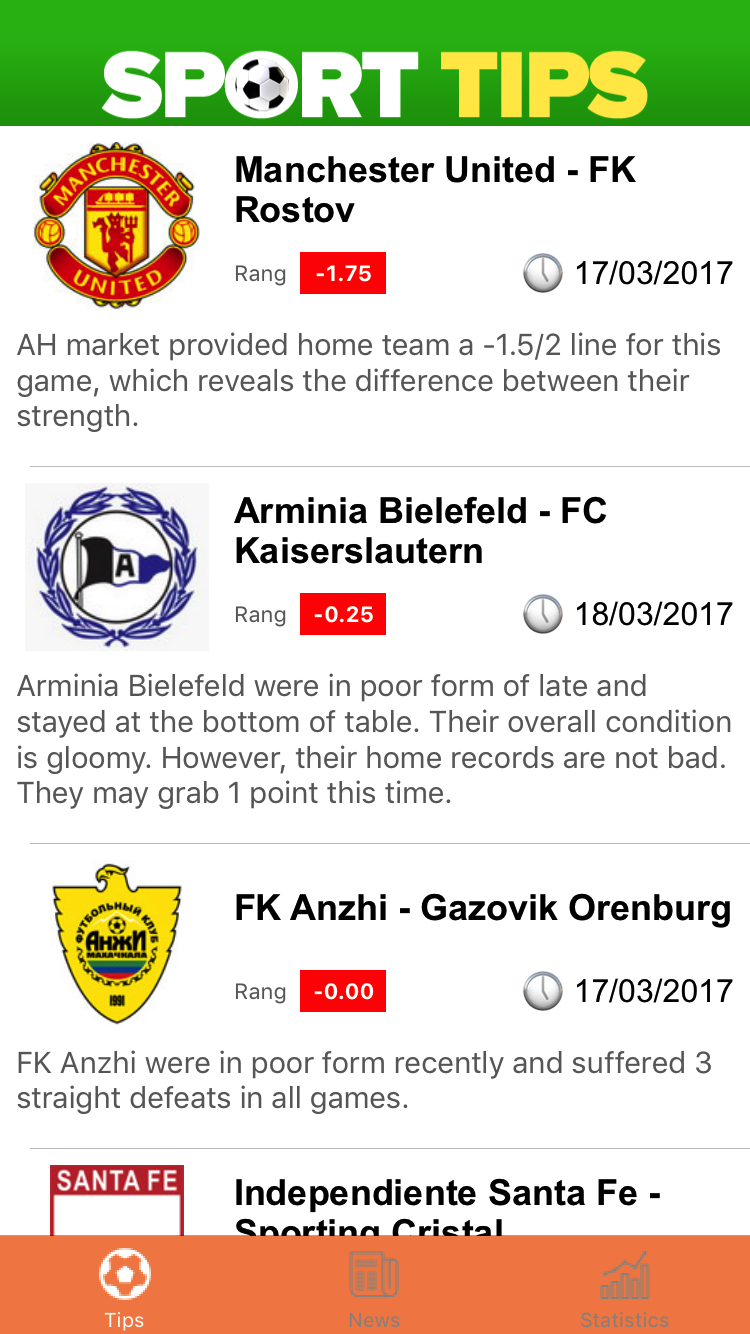 SPORT TIPS
MANCHESTER
UNITED
Manchester United - FK
Rostov
Rang -1.75 17/03/2017
AH market provided home team a -1.5/2 line for this
game, which reveals the difference between their
strength.
A
Arminia Bielefeld - FC
Kaiserslautern
Rang -0.25 18/03/2017
Arminia Bielefeld were in poor form of late and
stayed at the bottom of table. Their overall condition
is gloomy. However, their home records are not bad.
They may grab 1 point this time.
ФУТБОЛЬНЫЙ КЛУБ
АНЖИ
МАХАЧКАЛА
1991
FK Anzhi - Gazovik Orenburg
Rang -0.00 17/03/2017
FK Anzhi were in poor form recently and suffered 3
straight defeats in all games.
SANTA FE
Independiente Santa Fe -
Sporting Cristal
Tips News Statistics